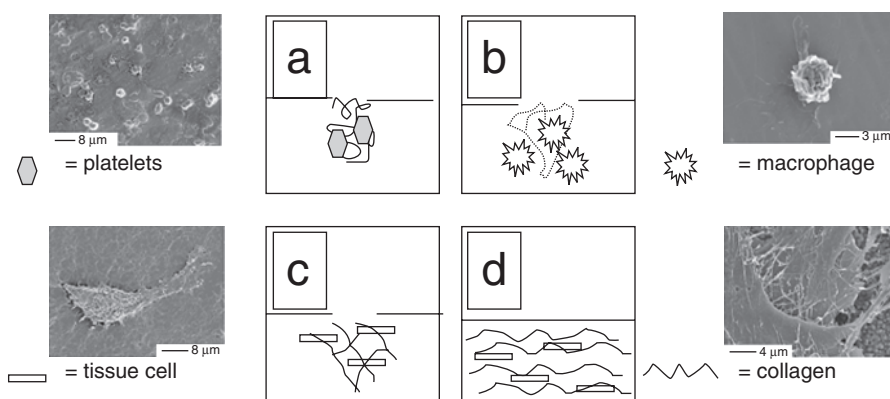 a
b
8 μm
3 μm
= platelets
= macrophage
c
d
8 μm
4 μm
= tissue cell
= collagen